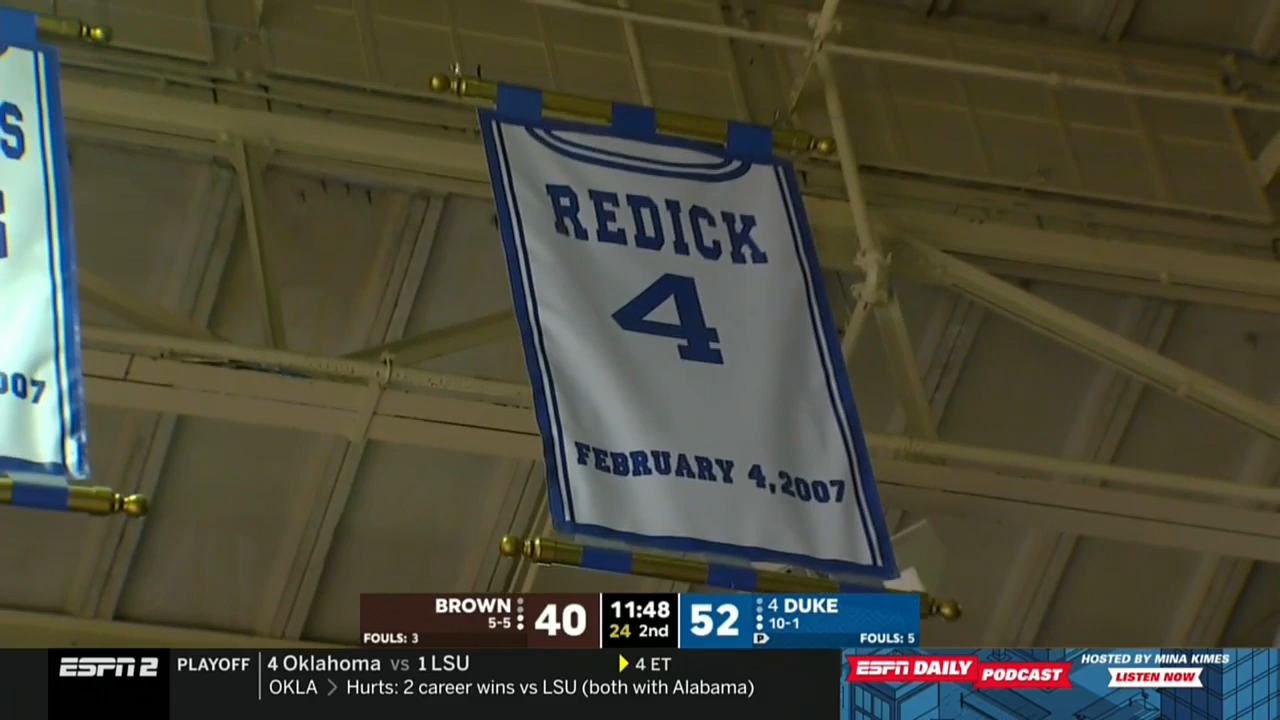 S
007
REDICK
4
FEBRUARY 4, 2007
BROWN 40 11:48 52 4 DUKE
5-5 24 2nd 10-1
FOULS: 3 P FOULS: 5
ESPN2 PLAYOFF 4 Oklahoma vs 1 LSU 4 ET
OKLA > Hurts: 2 career wins vs LSU (both with Alabama)
ESPN DAILY PODCAST
HOSTED BY MINA KIMES
LISTEN NOW